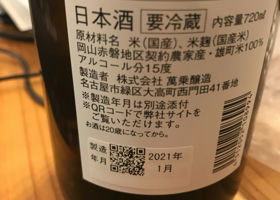 日本酒 要冷蔵 内容量720ml
原材料名 米(国産)、米麹(国産米)
岡山赤磐地区契約農家産・雄町米100%
アルコール分15度
製造者 株式会社 萬乗醸造
名古屋市緑区大高町西門田41番地
※製造年月は別途添付
※QRコードで弊社サイトを
ご覧いただけます。
お酒は20歳になってから。
製造
年月
2021年
1月